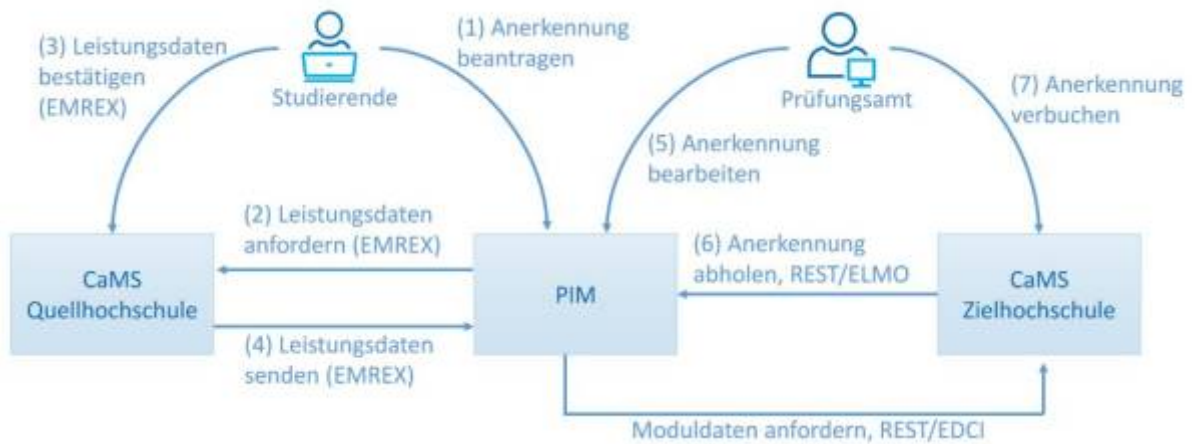 (3) Leistungsdaten
bestätigen
(EMREX)
Studierende
(1) Anerkennung
beantragen
Prüfungsamt
(7) Anerkennung
verbuchen
(5) Anerkennung
bearbeiten
(2) Leistungsdaten
anfordern (EMREX)
(6) Anerkennung
abholen, REST/ELMO
CaMS
Quellhochschule
PIM
CaMS
Zielhochschule
(4) Leistungsdaten
senden (EMREX)
Moduldaten anfordern, REST/EDCI